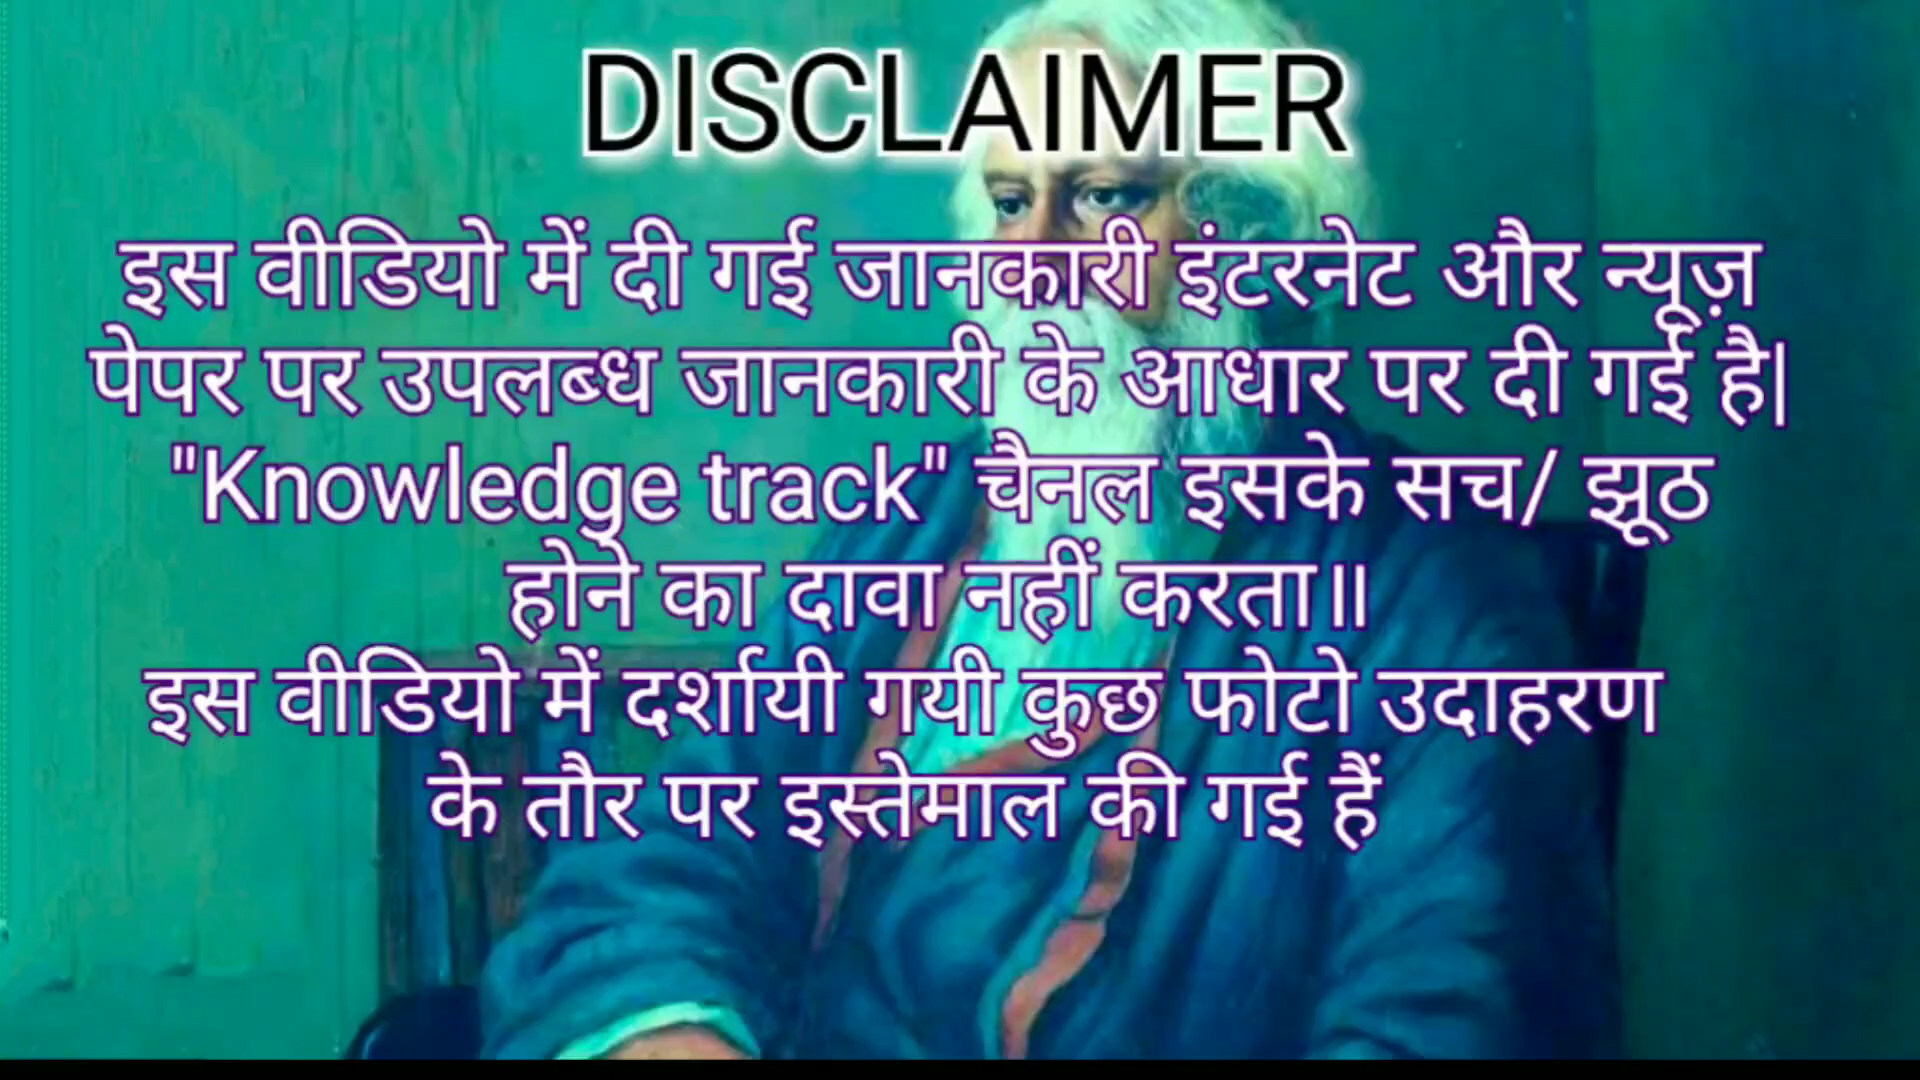 DISCLAIMER
इस वीडियो में दी गई जानकारी इंटरनेट और न्यूज़
पेपर पर उपलब्ध जानकारी के आधार पर दी गई है|
"Knowledge track" चैनल इसके सच/ झूठ
होने का दावा नहीं करता॥
इस वीडियो में दर्शायी गयी कुछ फोटो उदाहरण
के तौर पर इस्तेमाल की गई हैं